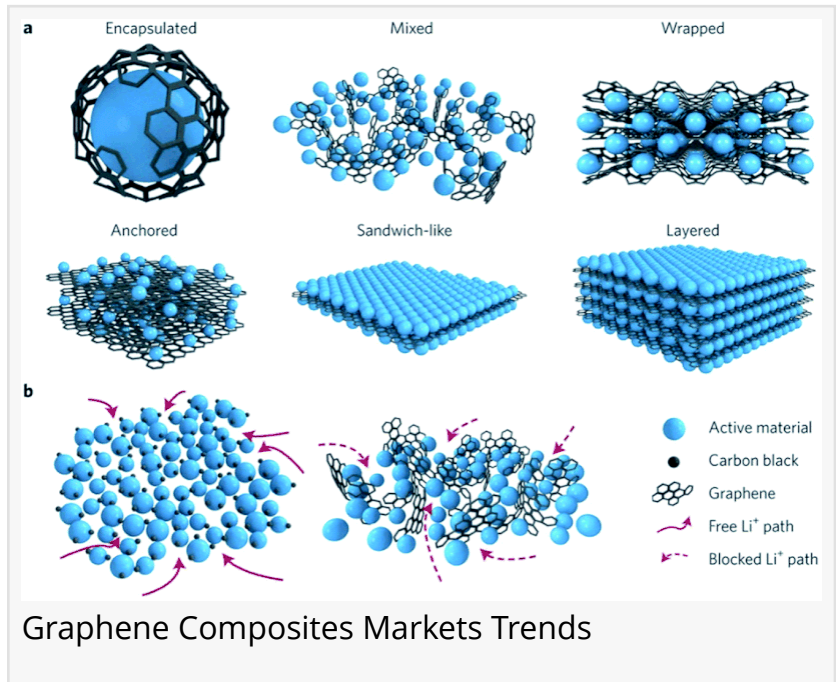 a
Encapsulated
Mixed
Wrapped
Anchored
Sandwich-like
Layered
b
Active material
Carbon black
Graphene
Free Li⁺ path
Blocked Li⁺ path
Graphene Composites Markets Trends